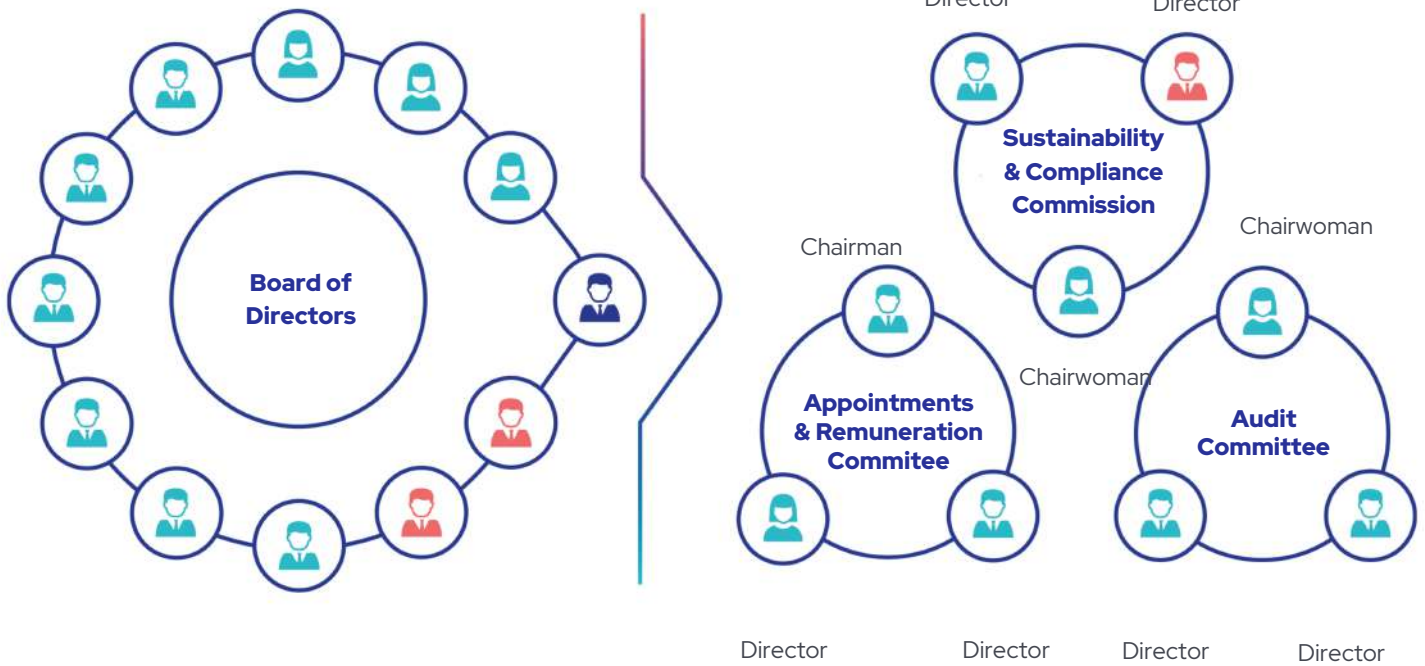 Director
Director
Sustainability
& Compliance
Commission
Chairwoman
Chairman
Board of
Directors
Chairwoman
Appointments
& Remuneration
Commitee
Audit
Committee
Director
Director
Director
Director